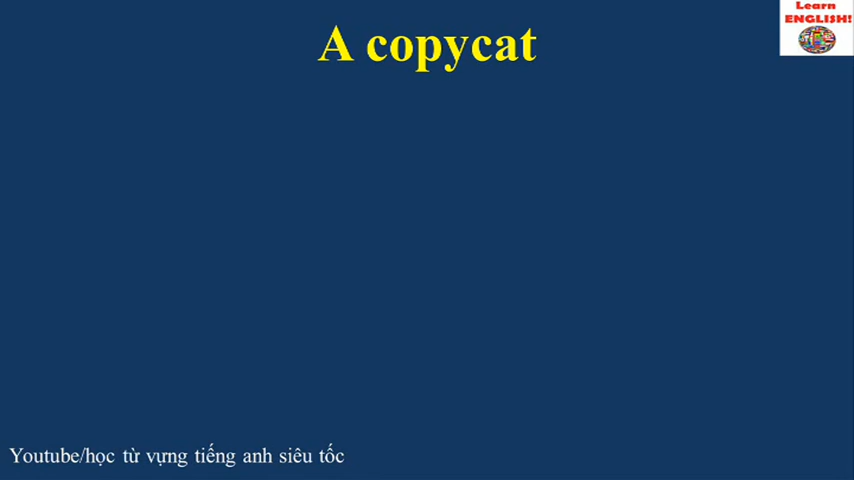 A copycat
Learn
ENGLISH!
Youtube/học từ vựng tiếng anh siêu tốc